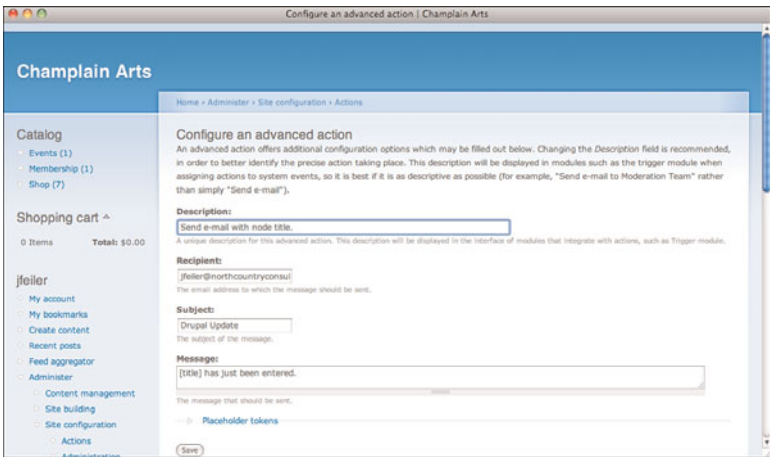 Configure an advanced action | Champlain Arts
Champlain Arts
Home › Administer › Site configuration › Actions
Catalog
Events (1)
Membership (1)
Shop (7)
Shopping cart
0 Items Total: $0.00
jfeiler
My account
My bookmarks
Create content
Recent posts
Feed aggregator
Administer
Content management
Site building
Site configuration
Actions
Administration
Configure an advanced action
An advanced action offers additional configuration options which may be filled out below. Changing the Description field is recommended,
in order to better identify the precise action taking place. This description will be displayed in modules such as the trigger module when
assigning actions to system events, so it is best if it is as descriptive as possible (for example, "Send e-mail to Moderation Team" rather
than simply "Send e-mail").
Description:
Send e-mail with node title.
A unique description for this advanced action. This description will be displayed in the interface of modules that integrate with actions, such as Trigger module.
Recipient:
jfeiler@northcountryconsul
The email address to which the message should be sent.
Subject:
Drupal Update
The subject of the message.
Message:
[title] has just been entered.
The message that should be sent.
Placeholder tokens
Save